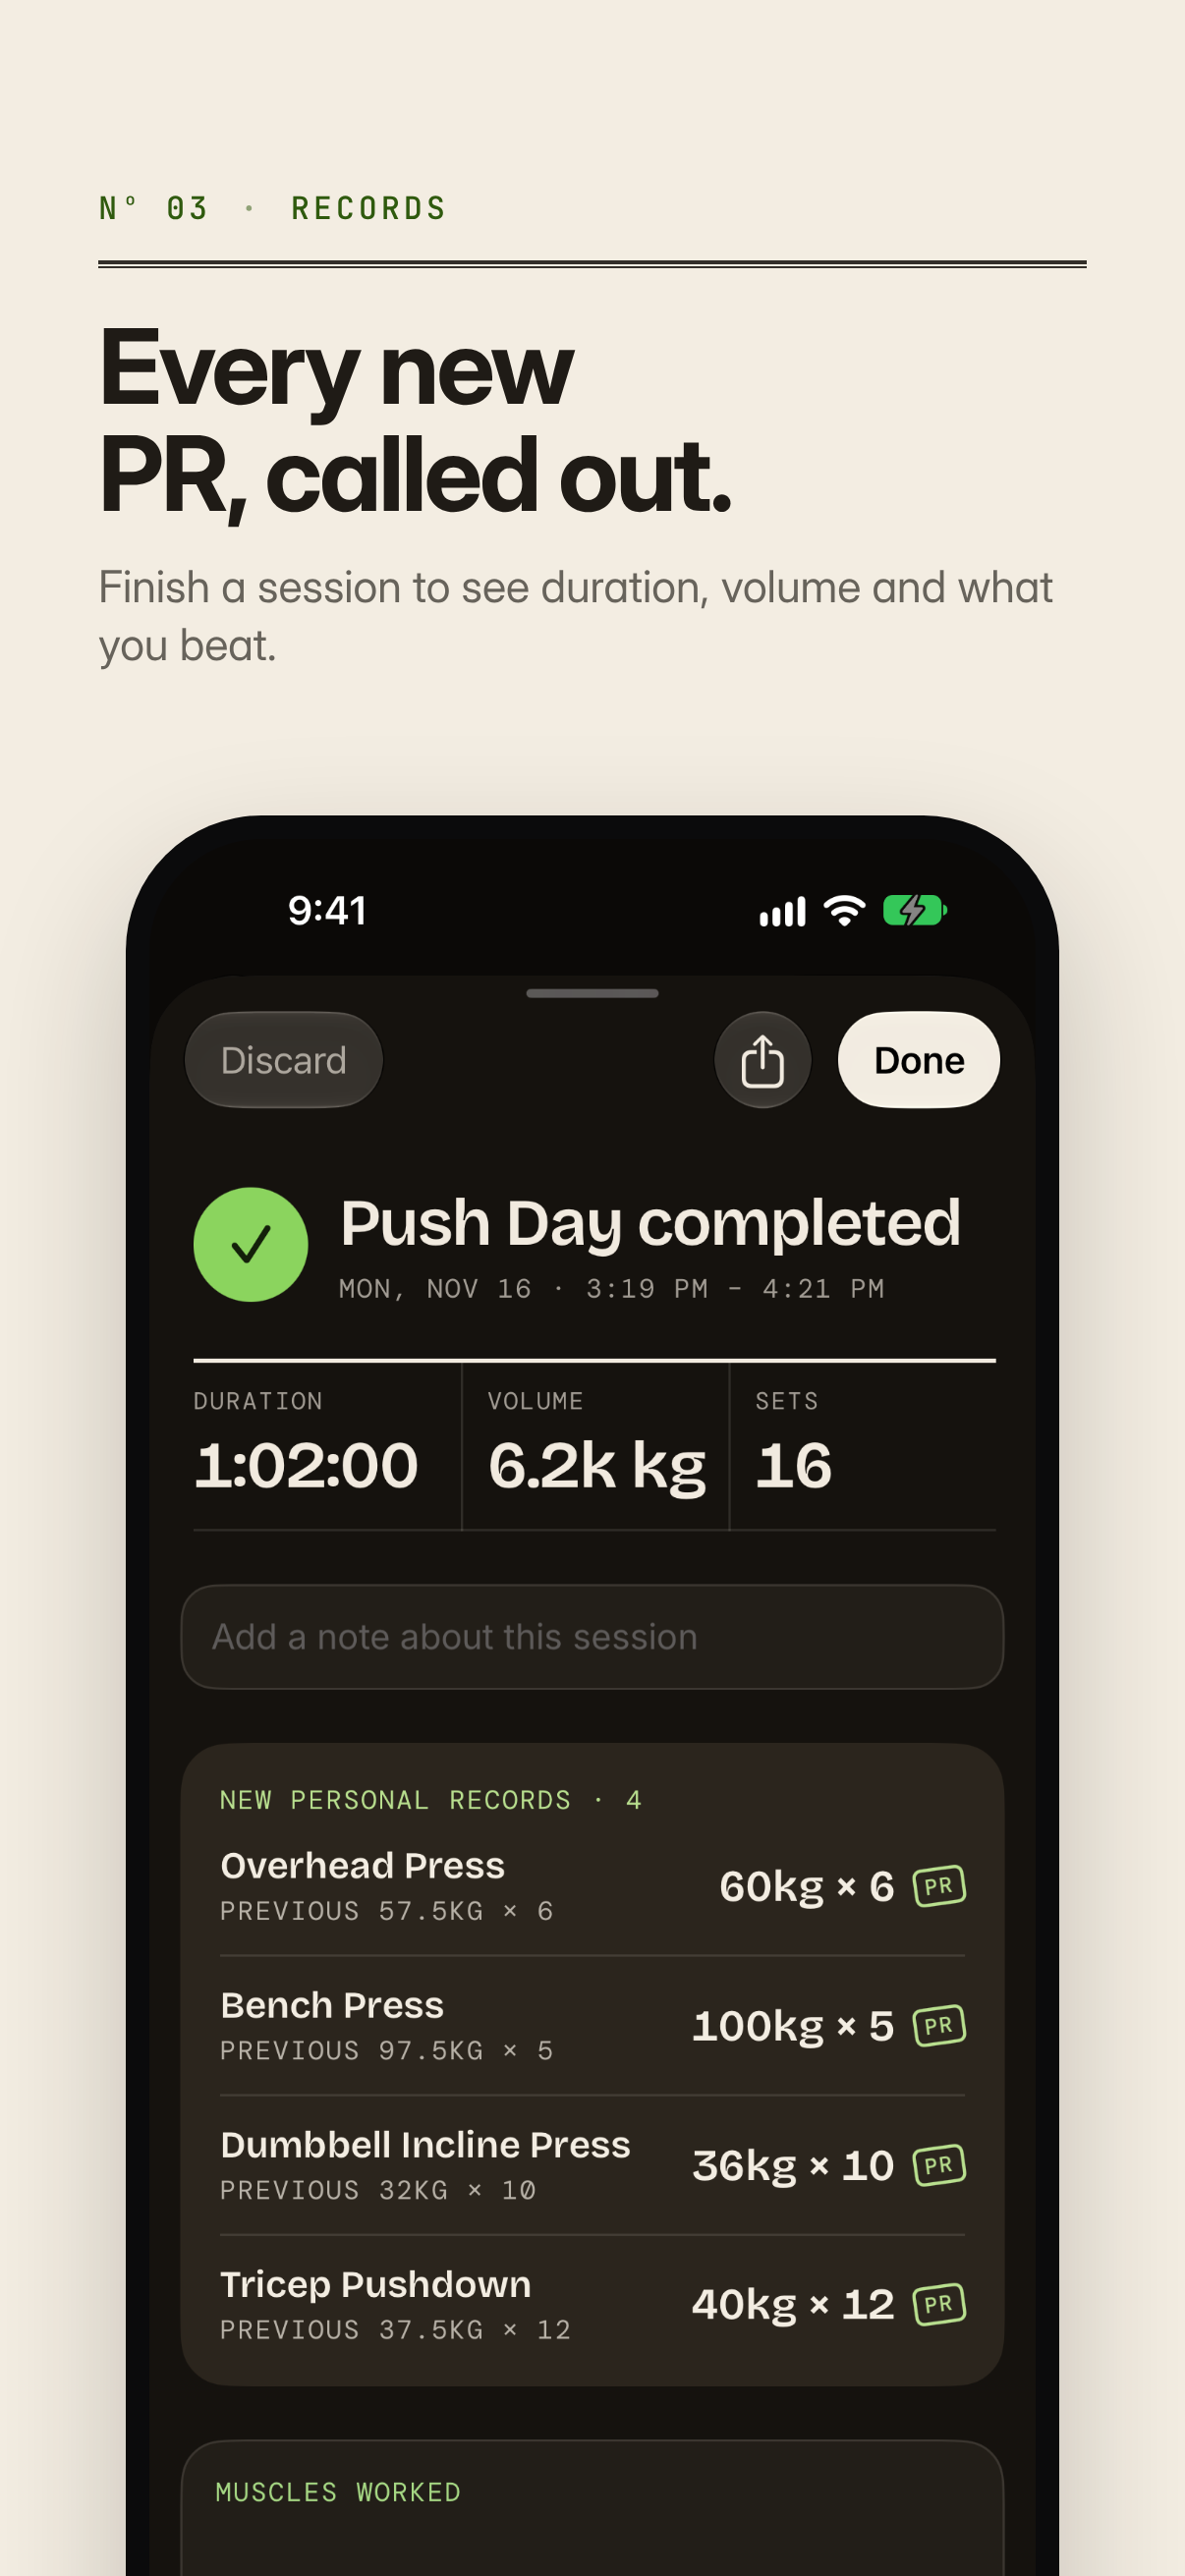 Nº 03 · RECORDS
Every new
PR, called out.
Finish a session to see duration, volume and what
you beat.
9:41
Discard
Done
Push Day completed
MON, NOV 16 · 3:19 PM – 4:21 PM
DURATION VOLUME SETS
1:02:00 6.2k kg 16
Add a note about this session
NEW PERSONAL RECORDS · 4
Overhead Press
PREVIOUS 57.5KG × 6
60kg × 6 PR
Bench Press
PREVIOUS 97.5KG × 5
100kg × 5 PR
Dumbbell Incline Press
PREVIOUS 32KG × 10
36kg × 10 PR
Tricep Pushdown
PREVIOUS 37.5KG × 12
40kg × 12 PR
MUSCLES WORKED